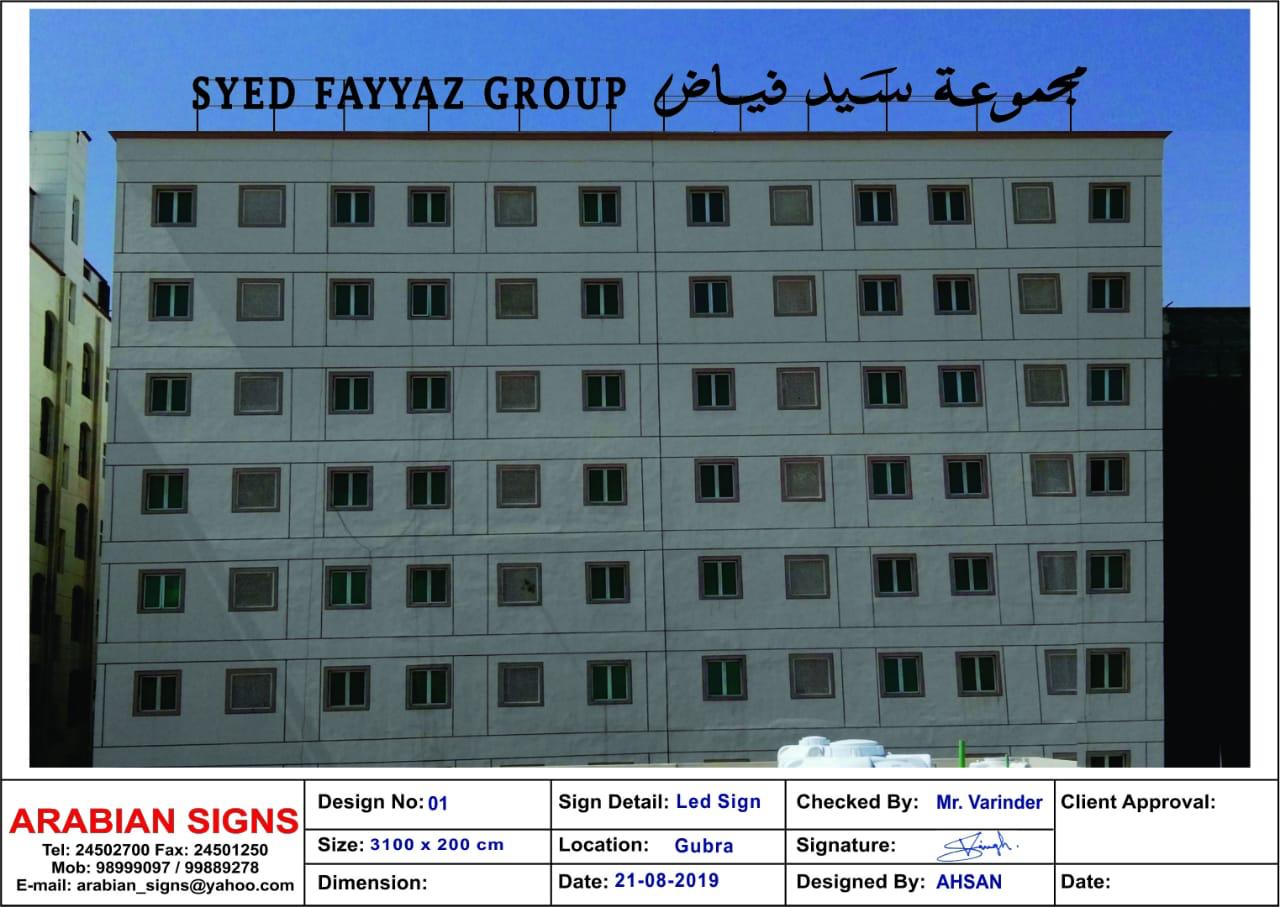 SYED FAYYAZ GROUP مجموعة سيد فياض
ARABIAN SIGNS
Tel: 24502700 Fax: 24501250
Mob: 98999097 / 99889278
E-mail: arabian_signs@yahoo.com
Design No: 01
Size: 3100 x 200 cm
Dimension:
Sign Detail: Led Sign
Location: Gubra
Date: 21-08-2019
Checked By: Mr. Varinder
Signature: Singh.
Designed By: AHSAN
Client Approval:
Date: